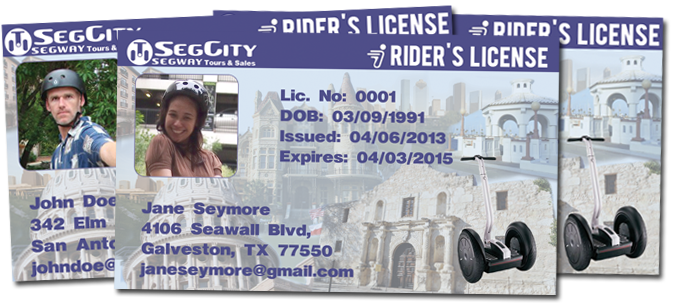 SEGCITY
SEGWAY Tours & Sales
John Doe
342 Elm
San Anto
johndoe@
SEGCITY
SEGWAY Tours & Sales
RIDER'S LICENSE
Lic. No: 0001
DOB: 03/09/1991
Issued: 04/06/2013
Expires: 04/03/2015
Jane Seymore
4106 Seawall Blvd,
Galveston, TX 77550
janeseymore@gmail.com
RIDER'S LICENSE
RIDER'S LICENSE